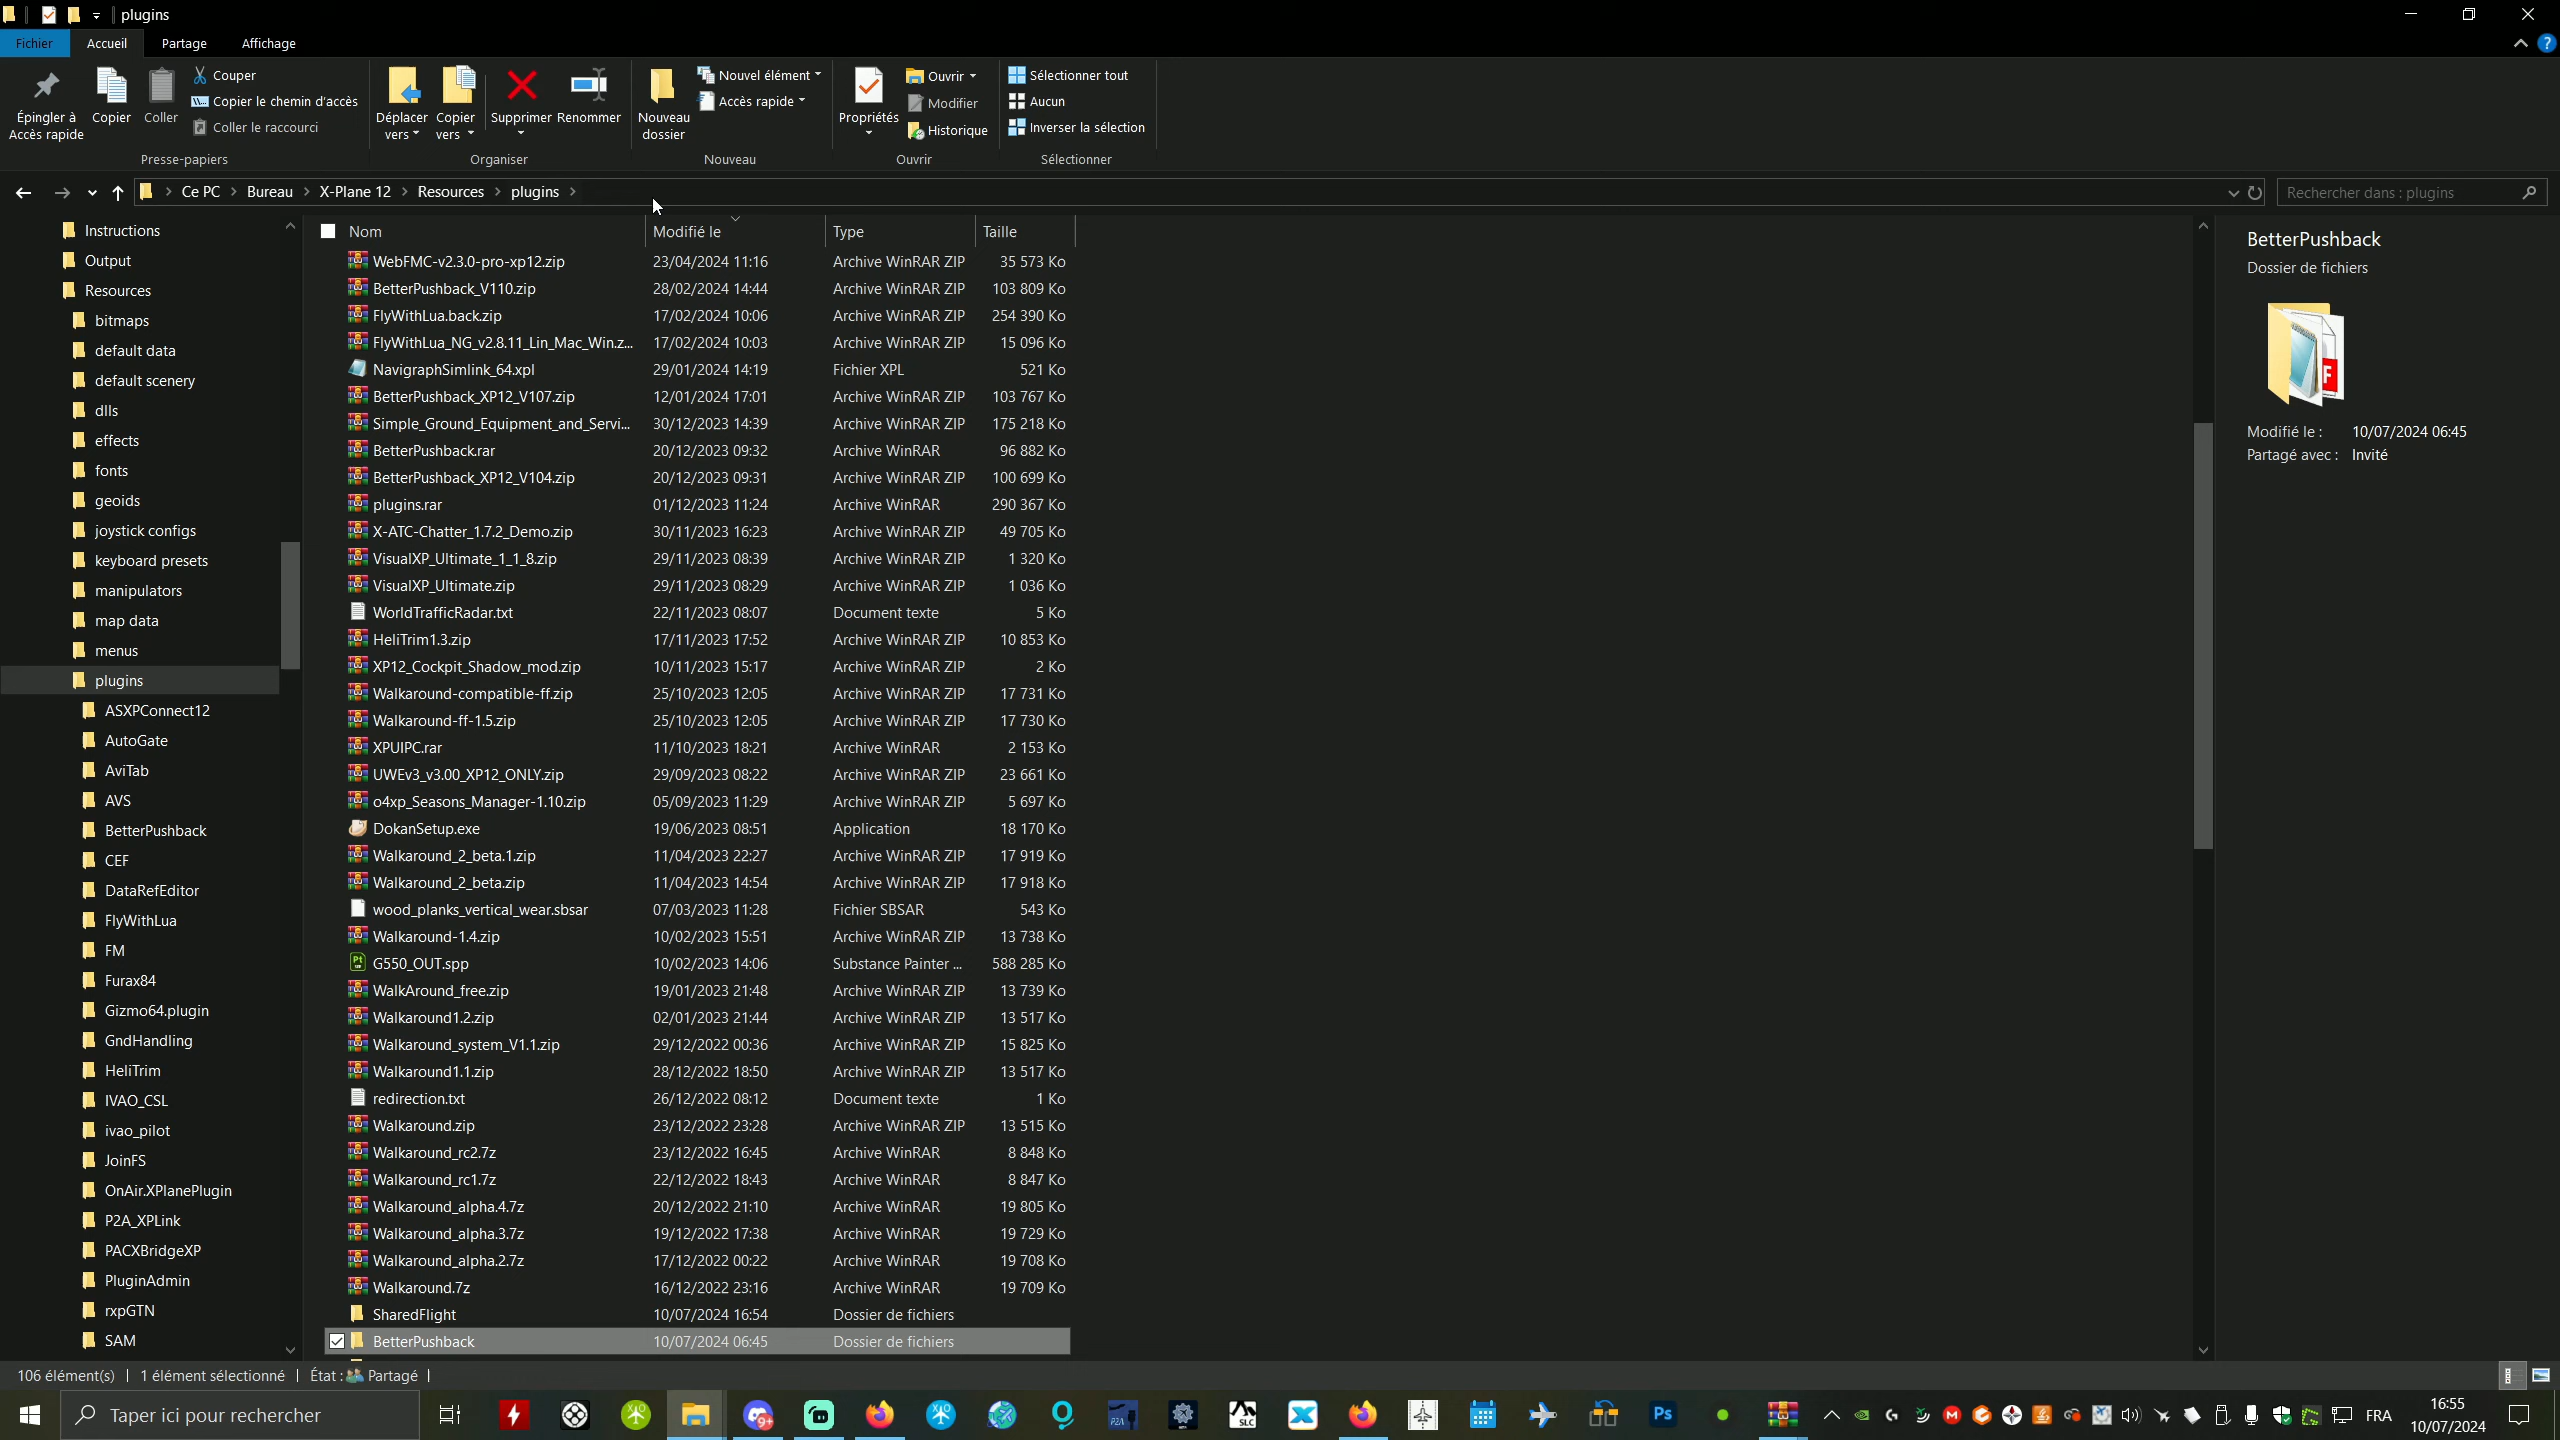 plugins
Fichier Accueil Partage Affichage
Épingler à Accès rapide
Copier
Coller
Couper
Copier le chemin d'accès
Coller le raccourci
Presse-papiers
Déplacer vers
Copier vers
Supprimer
Renommer
Organiser
Nouveau dossier
Nouvel élément
Accès rapide
Nouveau
Propriétés
Ouvrir
Modifier
Historique
Ouvrir
Sélectionner tout
Aucun
Inverser la sélection
Sélectionner
Ce PC > Bureau > X-Plane 12 > Resources > plugins >
Rechercher dans : plugins
Instructions
Output
Resources
bitmaps
default data
default scenery
dlls
effects
fonts
geoids
joystick configs
keyboard presets
manipulators
map data
menus
plugins
ASXPConnect12
AutoGate
AviTab
AVS
BetterPushback
CEF
DataRefEditor
FlyWithLua
FM
Furax84
Gizmo64.plugin
GndHandling
HeliTrim
IVAO_CSL
ivao_pilot
JoinFS
OnAir.XPlanePlugin
P2A_XPLink
PACXBridgeXP
PluginAdmin
rxpGTN
SAM
Nom Modifié le Type Taille
WebFMC-v2.3.0-pro-xp12.zip 23/04/2024 11:16 Archive WinRAR ZIP 35 573 Ko
BetterPushback_V110.zip 28/02/2024 14:44 Archive WinRAR ZIP 103 809 Ko
FlyWithLua.back.zip 17/02/2024 10:06 Archive WinRAR ZIP 254 390 Ko
FlyWithLua_NG_v2.8.11_Lin_Mac_Win.z... 17/02/2024 10:03 Archive WinRAR ZIP 15 096 Ko
NavigraphSimlink_64.xpl 29/01/2024 14:19 Fichier XPL 521 Ko
BetterPushback_XP12_V107.zip 12/01/2024 17:01 Archive WinRAR ZIP 103 767 Ko
Simple_Ground_Equipment_and_Servi... 30/12/2023 14:39 Archive WinRAR ZIP 175 218 Ko
BetterPushback.rar 20/12/2023 09:32 Archive WinRAR 96 882 Ko
BetterPushback_XP12_V104.zip 20/12/2023 09:31 Archive WinRAR ZIP 100 699 Ko
plugins.rar 01/12/2023 11:24 Archive WinRAR 290 367 Ko
X-ATC-Chatter_1.7.2_Demo.zip 30/11/2023 16:23 Archive WinRAR ZIP 49 705 Ko
VisualXP_Ultimate_1_1_8.zip 29/11/2023 08:39 Archive WinRAR ZIP 1 320 Ko
VisualXP_Ultimate.zip 29/11/2023 08:29 Archive WinRAR ZIP 1 036 Ko
WorldTrafficRadar.txt 22/11/2023 08:07 Document texte 5 Ko
HeliTrim1.3.zip 17/11/2023 17:52 Archive WinRAR ZIP 10 853 Ko
XP12_Cockpit_Shadow_mod.zip 10/11/2023 15:17 Archive WinRAR ZIP 2 Ko
Walkaround-compatible-ff.zip 25/10/2023 12:05 Archive WinRAR ZIP 17 731 Ko
Walkaround-ff-1.5.zip 25/10/2023 12:05 Archive WinRAR ZIP 17 730 Ko
XPUIPC.rar 11/10/2023 18:21 Archive WinRAR 2 153 Ko
UWEv3_v3.00_XP12_ONLY.zip 29/09/2023 08:22 Archive WinRAR ZIP 23 661 Ko
o4xp_Seasons_Manager-1.10.zip 05/09/2023 11:29 Archive WinRAR ZIP 5 697 Ko
DokanSetup.exe 19/06/2023 08:51 Application 18 170 Ko
Walkaround_2_beta.1.zip 11/04/2023 22:27 Archive WinRAR ZIP 17 919 Ko
Walkaround_2_beta.zip 11/04/2023 14:54 Archive WinRAR ZIP 17 918 Ko
wood_planks_vertical_wear.sbsar 07/03/2023 11:28 Fichier SBSAR 543 Ko
Walkaround-1.4.zip 10/02/2023 15:51 Archive WinRAR ZIP 13 738 Ko
G550_OUT.spp 10/02/2023 14:06 Substance Painter ... 588 285 Ko
WalkAround_free.zip 19/01/2023 21:48 Archive WinRAR ZIP 13 739 Ko
Walkaround1.2.zip 02/01/2023 21:44 Archive WinRAR ZIP 13 517 Ko
Walkaround_system_V1.1.zip 29/12/2022 00:36 Archive WinRAR ZIP 15 825 Ko
Walkaround1.1.zip 28/12/2022 18:50 Archive WinRAR ZIP 13 517 Ko
redirection.txt 26/12/2022 08:12 Document texte 1 Ko
Walkaround.zip 23/12/2022 23:28 Archive WinRAR ZIP 13 515 Ko
Walkaround_rc2.7z 23/12/2022 16:45 Archive WinRAR 8 848 Ko
Walkaround_rc1.7z 22/12/2022 18:43 Archive WinRAR 8 847 Ko
Walkaround_alpha.4.7z 20/12/2022 21:10 Archive WinRAR 19 805 Ko
Walkaround_alpha.3.7z 19/12/2022 17:38 Archive WinRAR 19 729 Ko
Walkaround_alpha.2.7z 17/12/2022 00:22 Archive WinRAR 19 708 Ko
Walkaround.7z 16/12/2022 23:16 Archive WinRAR 19 709 Ko
SharedFlight 10/07/2024 16:54 Dossier de fichiers
BetterPushback 10/07/2024 06:45 Dossier de fichiers
BetterPushback
Dossier de fichiers
Modifié le : 10/07/2024 06:45
Partagé avec : Invité
106 élément(s) 1 élément sélectionné État : Partagé
Taper ici pour rechercher
9+
P2A
SLC
Ps
FRA
16:55
10/07/2024